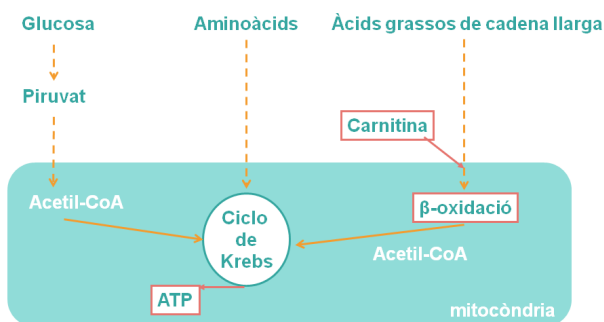 Glucosa
Aminoàcids
Àcids grassos de cadena llarga
Piruvat
Carnitina
Acetil-CoA
β-oxidació
Ciclo
de
Krebs
Acetil-CoA
ATP
mitocòndria